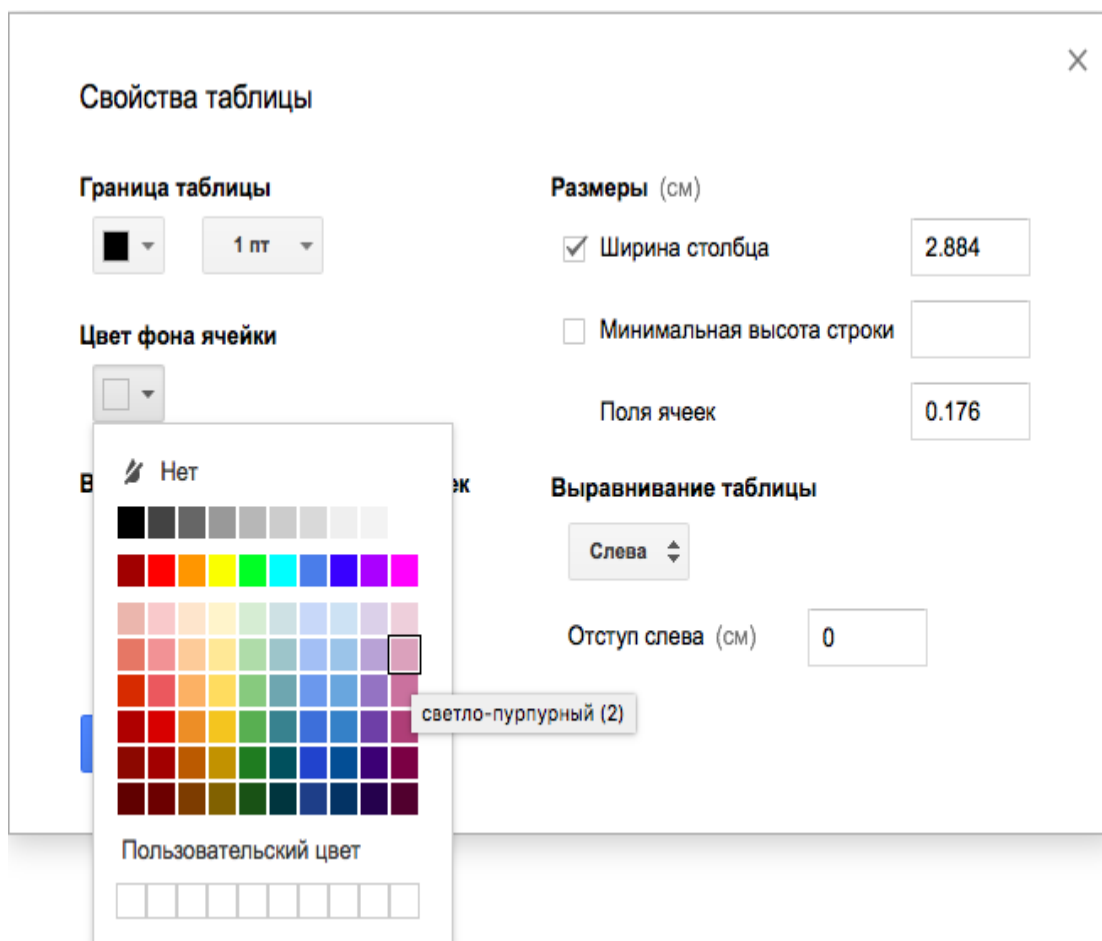 Свойства таблицы
Граница таблицы
1 пт
Цвет фона ячейки
Нет
светло-пурпурный (2)
Пользовательский цвет
Размеры (см)
Ширина столбца 2.884
Минимальная высота строки
Поля ячеек 0.176
Выравнивание таблицы
Слева
Отступ слева (см) 0